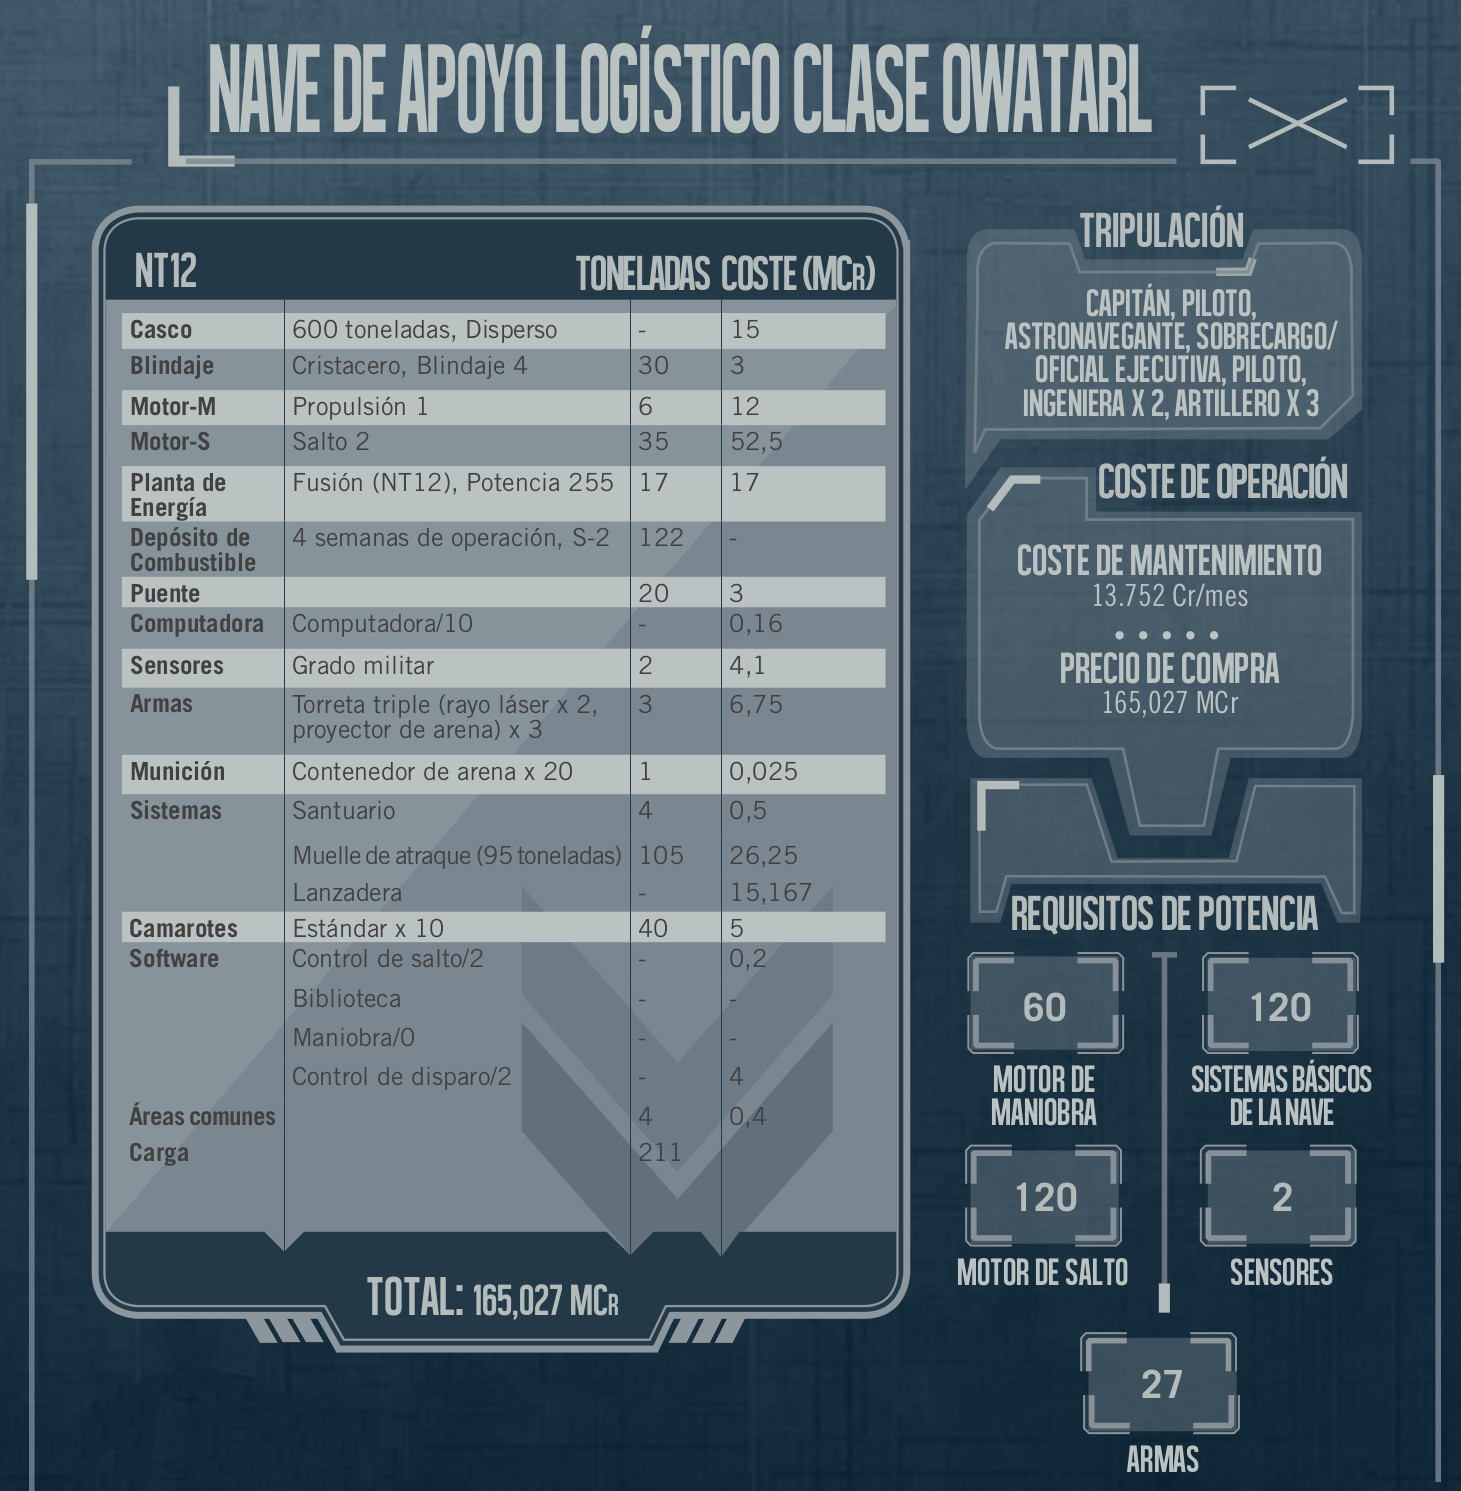 NAVE DE APOYO LOGÍSTICO CLASE OWATARL
NT12 TONELADAS COSTE (MCR)
Casco 600 toneladas, Disperso - 15
Blindaje Cristacero, Blindaje 4 30 3
Motor-M Propulsión 1 6 12
Motor-S Salto 2 35 52,5
Planta de Energía Fusión (NT12), Potencia 255 17 17
Depósito de Combustible 4 semanas de operación, S-2 122 -
Puente 20 3
Computadora Computadora/10 - 0,16
Sensores Grado militar 2 4,1
Armas Torreta triple (rayo láser x 2, proyector de arena) x 3 3 6,75
Munición Contenedor de arena x 20 1 0,025
Sistemas Santuario 4 0,5
Muelle de atraque (95 toneladas) 105 26,25
Lanzadera - 15,167
Camarotes Estándar x 10 40 5
Software Control de salto/2 - 0,2
Biblioteca - -
Maniobra/0 - -
Control de disparo/2 - 4
Áreas comunes 4 0,4
Carga 211
TOTAL: 165,027 MCR
TRIPULACIÓN
CAPITÁN, PILOTO,
ASTRONAVEGANTE, SOBRECARGO/
OFICIAL EJECUTIVA, PILOTO,
INGENIERA X 2, ARTILLERO X 3
COSTE DE OPERACIÓN
COSTE DE MANTENIMIENTO
13.752 Cr/mes
PRECIO DE COMPRA
165,027 MCr
REQUISITOS DE POTENCIA
60
MOTOR DE
MANIOBRA
120
SISTEMAS BÁSICOS
DE LA NAVE
120
MOTOR DE SALTO
2
SENSORES
27
ARMAS